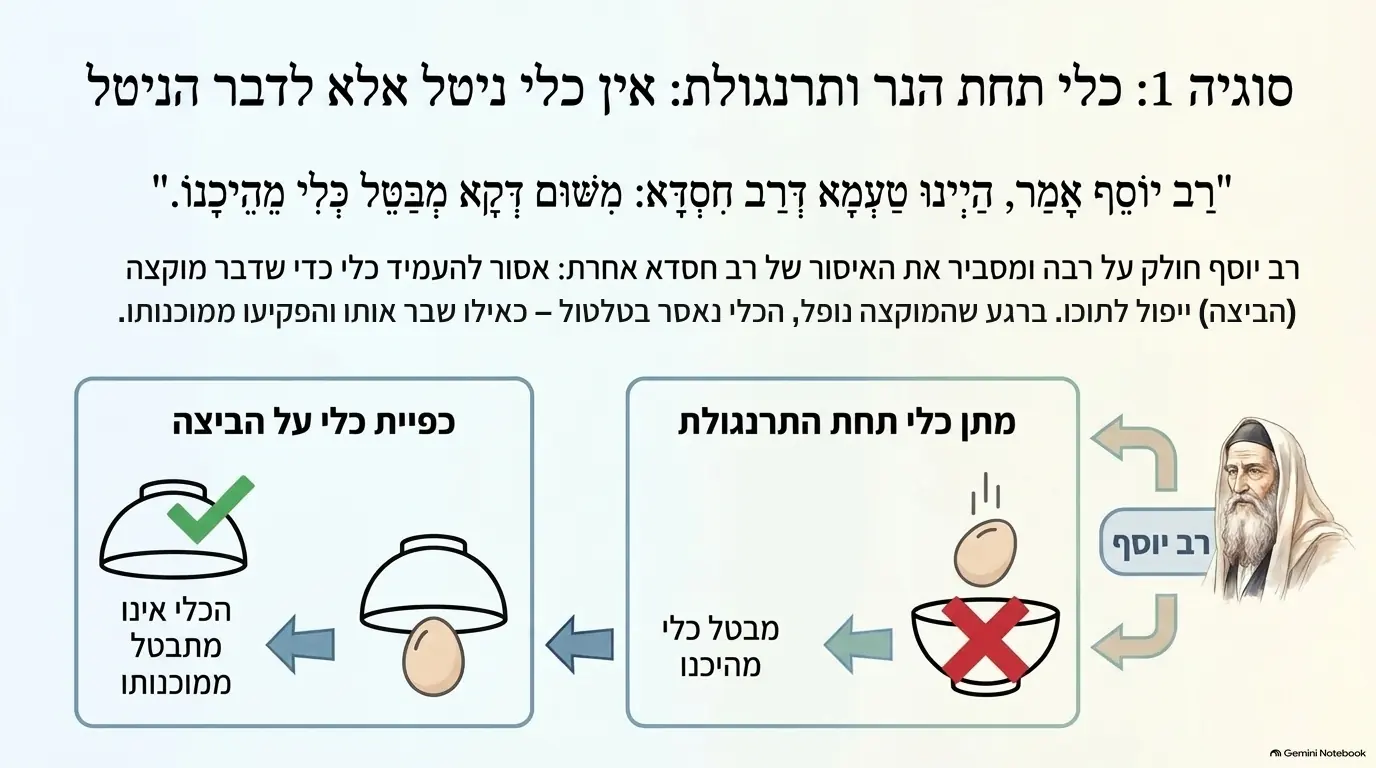 סוגיה 1: כלי תחת הנר ותרנגולת: אין כלי ניטל אלא לדבר הניטל
"רַב יוֹסֵף אָמַר, הַיְינוּ טַעְמָא דְּרַב חִסְדָּא: מִשּׁוּם דְּקָא מְבַטֵּל כְּלִי מֵהֵיכָנוֹ."
רב יוסף חולק על רבה ומסביר את האיסור של רב חסדא אחרת: אסור להעמיד כלי כדי שדבר מוקצה
(הביצה) ייפול לתוכו. ברגע שהמוקצה נופל, הכלי נאסר בטלטול – כאילו שבר אותו והפקיעו ממוכנותו.
רב יוסף
מתן כלי תחת התרנגולת
מבטל כלי
מהיכנו
כפיית כלי על הביצה
הכלי אינו
מתבטל
ממוכנותו
Gemini Notebook